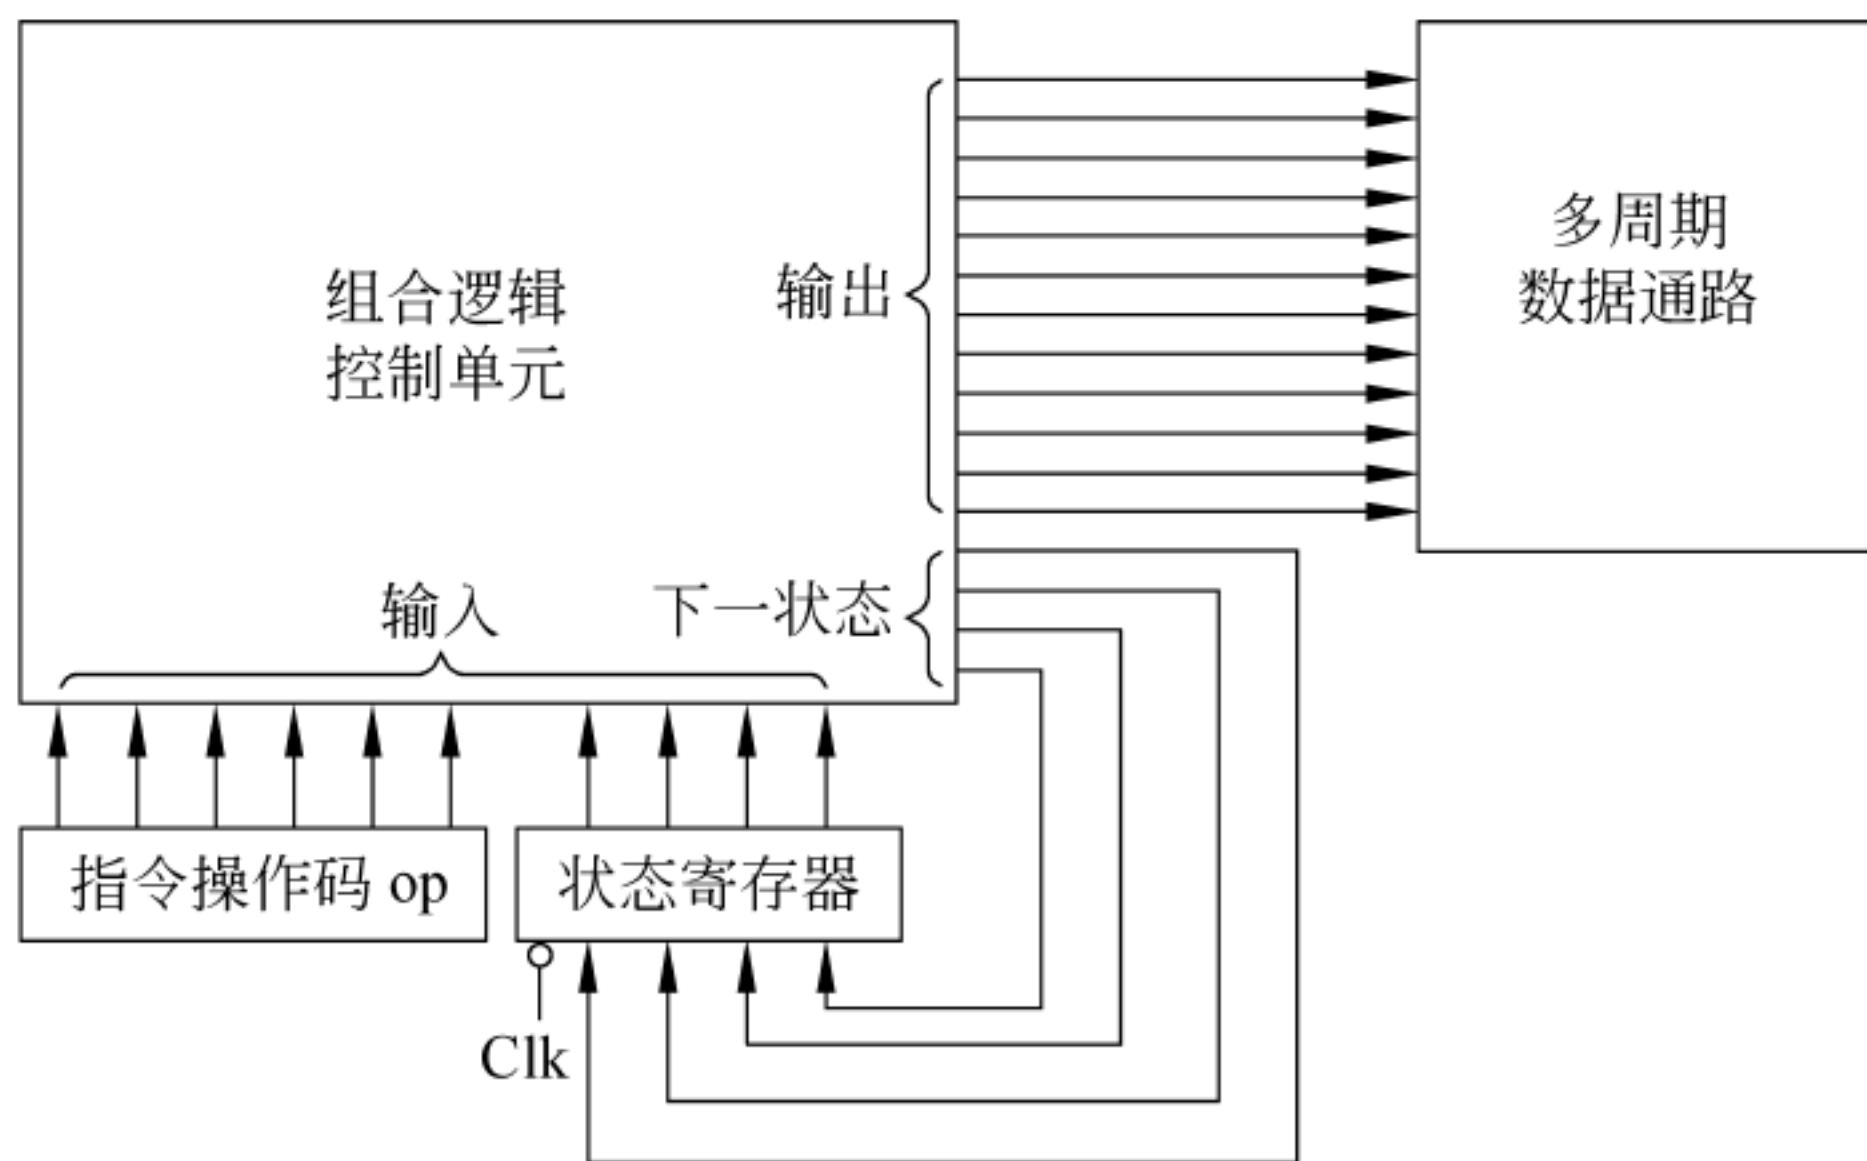 组合逻辑
控制单元
输出
多周期
数据通路
输入
下一状态
指令操作码 op
状态寄存器
Clk